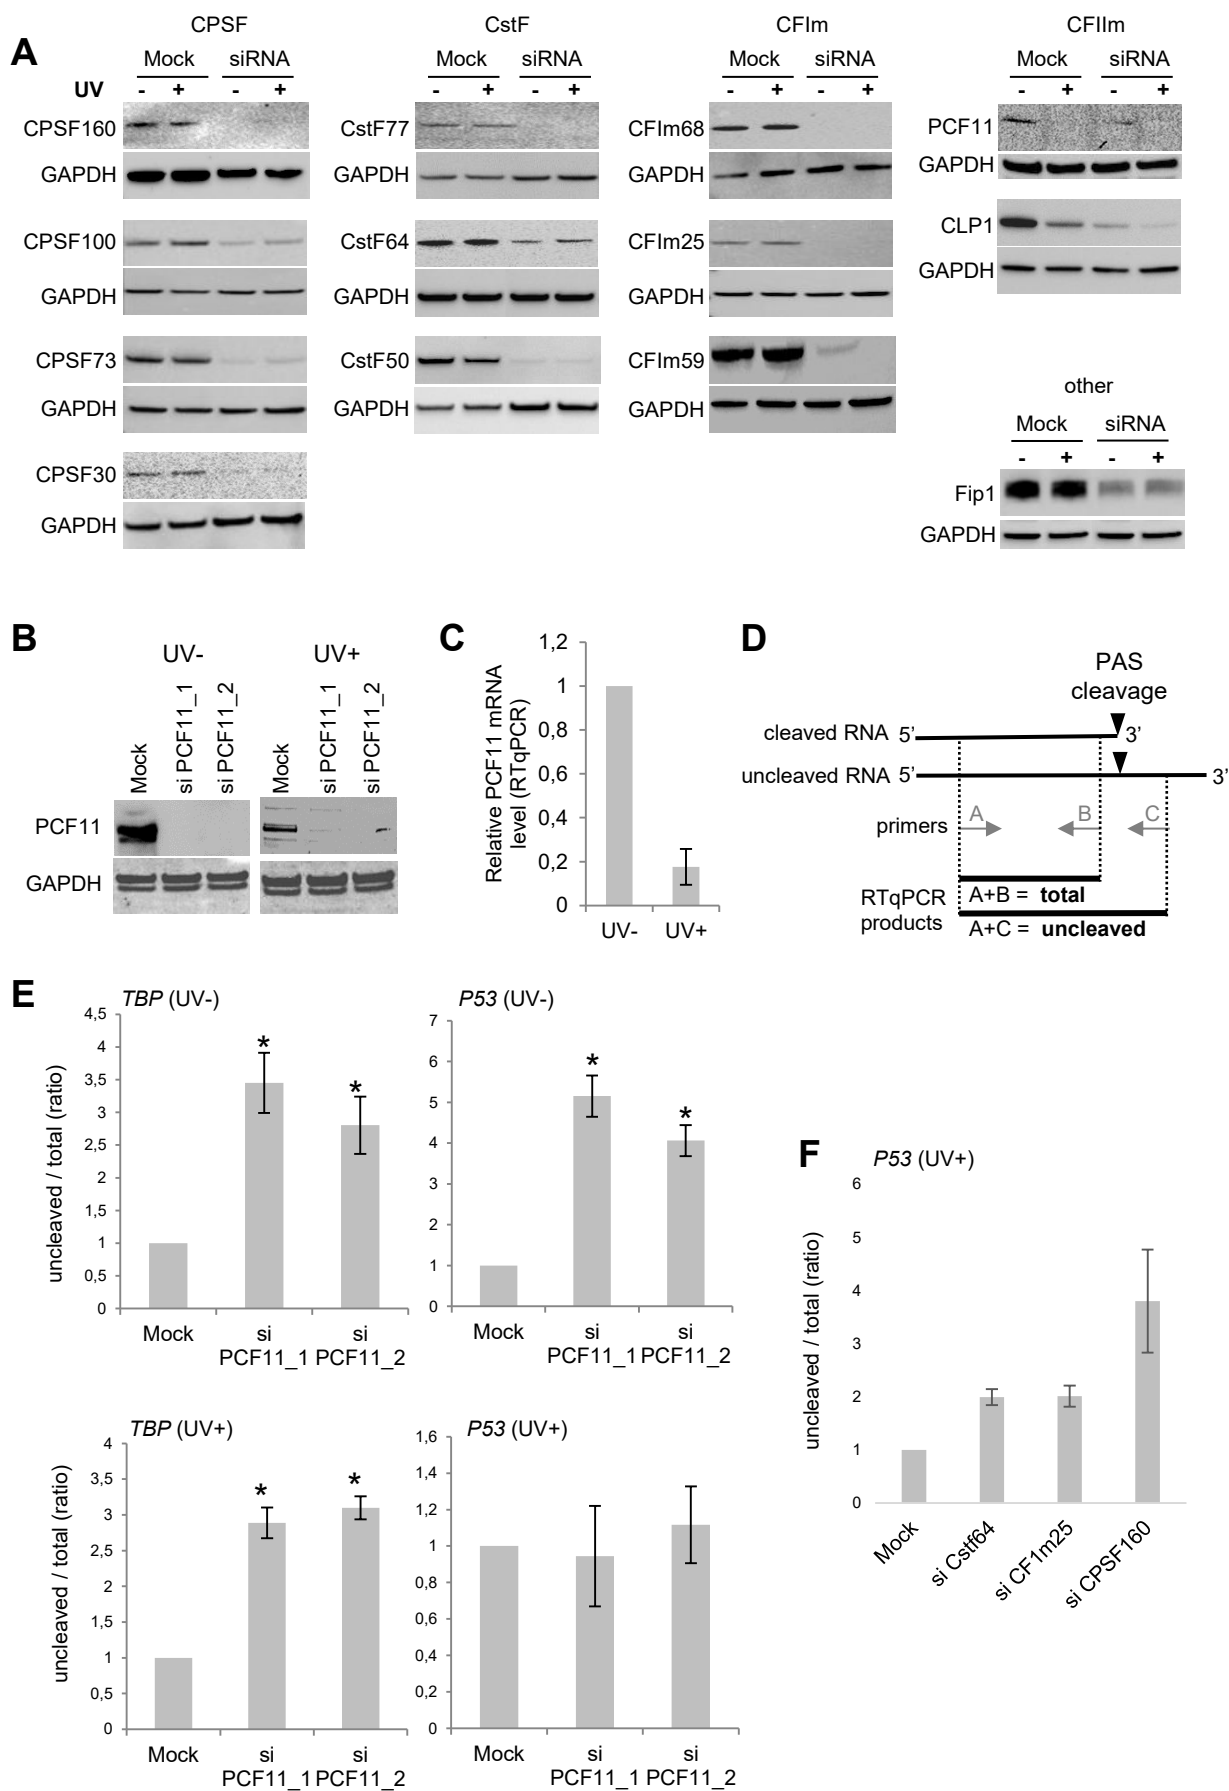 A
CPSF
Mock siRNA
UV - + - +
CPSF160
GAPDH
CPSF100
GAPDH
CPSF73
GAPDH
CPSF30
GAPDH
CstF
Mock siRNA
- + - +
CstF77
GAPDH
CstF64
GAPDH
CstF50
GAPDH
CFIm
Mock siRNA
- + - +
CFIm68
GAPDH
CFIm25
GAPDH
CFIm59
GAPDH
CFIIm
Mock siRNA
- + - +
PCF11
GAPDH
CLP1
GAPDH
other
Mock siRNA
- + - +
Fip1
GAPDH
B
UV- UV+
Mock
si PCF11_1
si PCF11_2
Mock
si PCF11_1
si PCF11_2
PCF11
GAPDH
C
Relative PCF11 mRNA
level (RTqPCR)
1,2
1
0,8
0,6
0,4
0,2
0
UV- UV+
D
PAS
cleavage
cleaved RNA 5’ 3’
uncleaved RNA 5’ 3’
primers A B C
RTqPCR
products
A+B = total
A+C = uncleaved
E
TBP (UV-)
uncleaved / total (ratio)
4,5
4
3,5
3
2,5
2
1,5
1
0,5
0
* *
Mock si si
PCF11_1 PCF11_2
P53 (UV-)
7
6
5
4
3
2
1
0
* *
Mock si si
PCF11_1 PCF11_2
TBP (UV+)
uncleaved / total (ratio)
4
3,5
3
2,5
2
1,5
1
0,5
0
* *
Mock si si
PCF11_1 PCF11_2
P53 (UV+)
1,6
1,4
1,2
1
0,8
0,6
0,4
0,2
0
Mock si si
PCF11_1 PCF11_2
F
P53 (UV+)
uncleaved / total (ratio)
6
5
4
3
2
1
0
Mock
si Cstf64
si CF1m25
si CPSF160